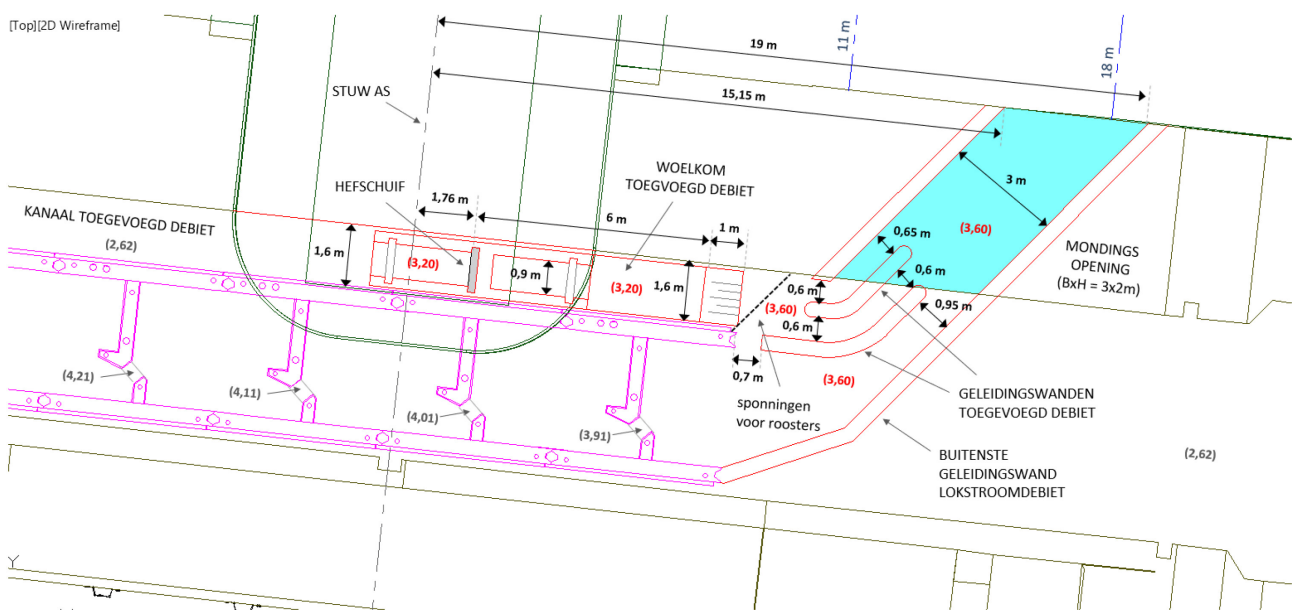 [Top][2D Wireframe]
19 m
11 m
18 m
15,15 m
STUW AS
WOELKOM
TOEGVOEGD DEBIET
HEFSCHUIF
3 m
1,76 m
6 m
1 m
KANAAL TOEGEVOEGD DEBIET
(2,62)
(3,60)
0,65 m
MONDINGS
OPENING
(BxH = 3x2m)
1,6 m
(3,20)
0,9 m
(3,20)
1,6 m
0,6 m
0,6 m
(3,60)
0,95 m
0,6 m
0,7 m
(3,60)
(4,21)
(4,11)
(4,01)
(3,91)
sponningen
voor roosters
GELEIDINGSWANDEN
TOEGEVOEGD DEBIET
BUITENSTE
GELEIDINGSWAND
LOKSTROOMDEBIET
(2,62)
Y